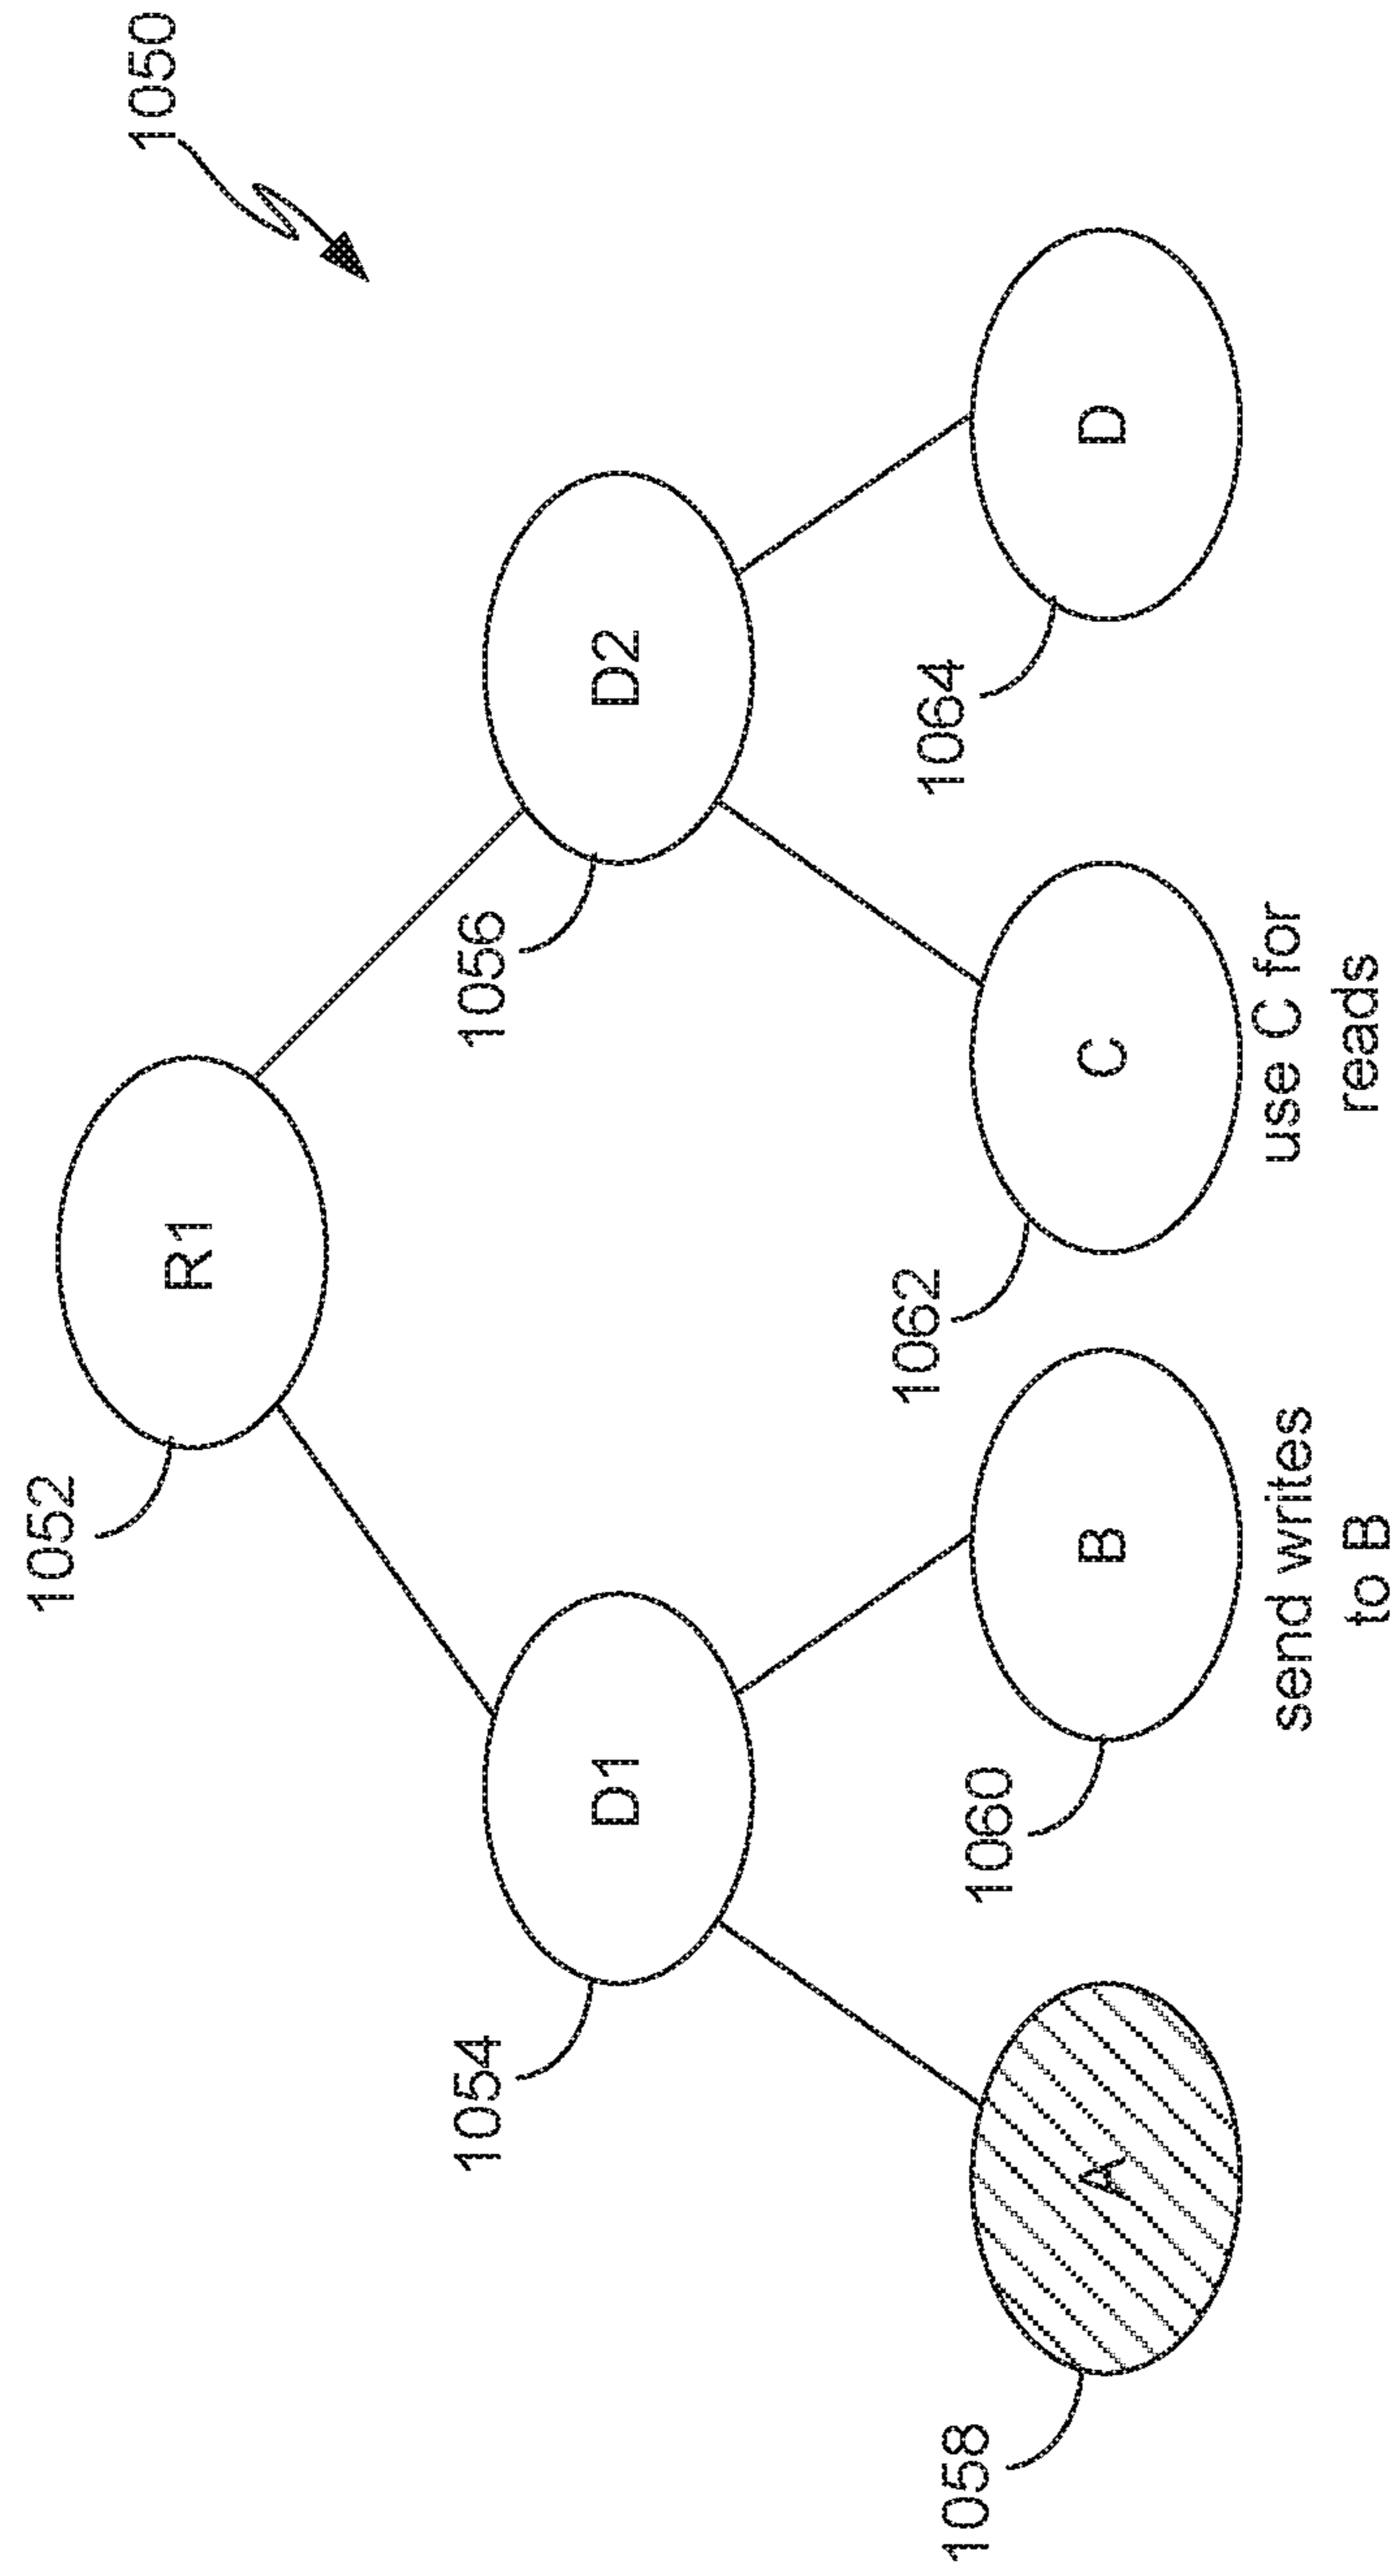 1050
1052
R1
1054
D1
1056
D2
1058
A
1060
B
1062
C
1064
D
send writes
to B
use C for
reads